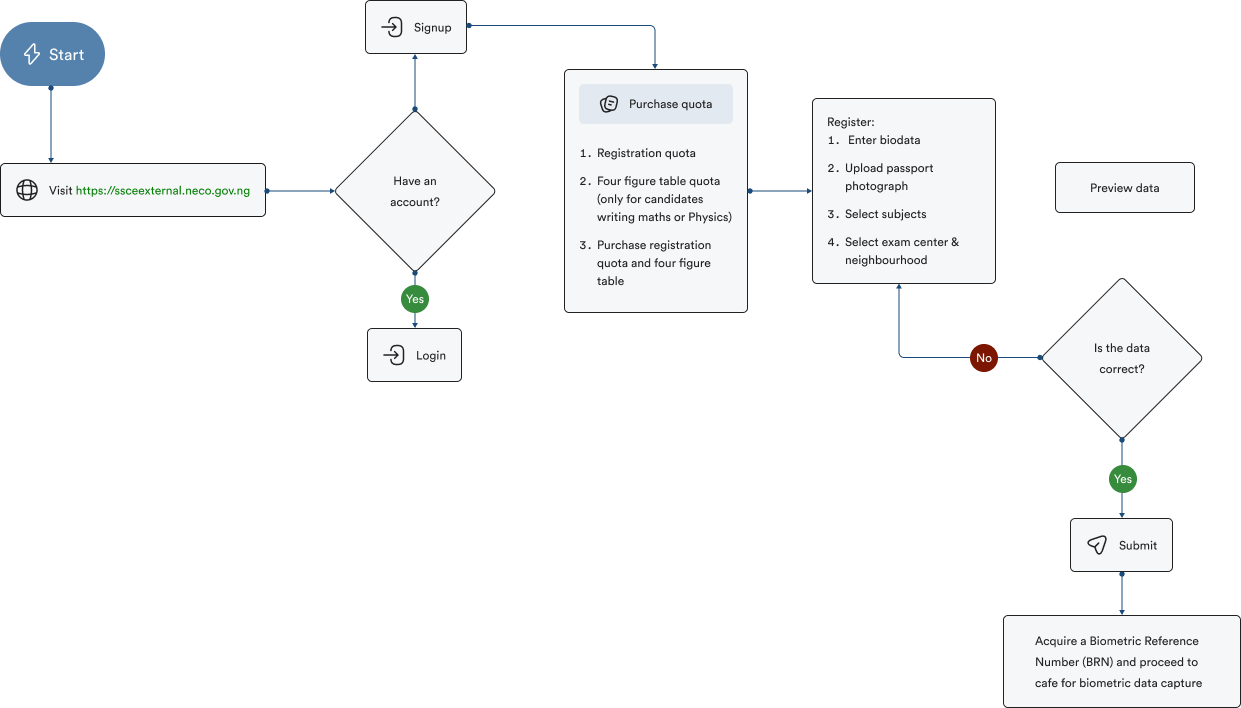 Start
Visit https://ssceexternal.neco.gov.ng
Have an
account?
Signup
Yes
Login
Purchase quota
1. Registration quota
2. Four figure table quota
(only for candidates
writing maths or Physics)
3. Purchase registration
quota and four figure
table
Register:
1. Enter biodata
2. Upload passport
photograph
3. Select subjects
4. Select exam center &
neighbourhood
Preview data
Is the data
correct?
No
Yes
Submit
Acquire a Biometric Reference
Number (BRN) and proceed to
cafe for biometric data capture